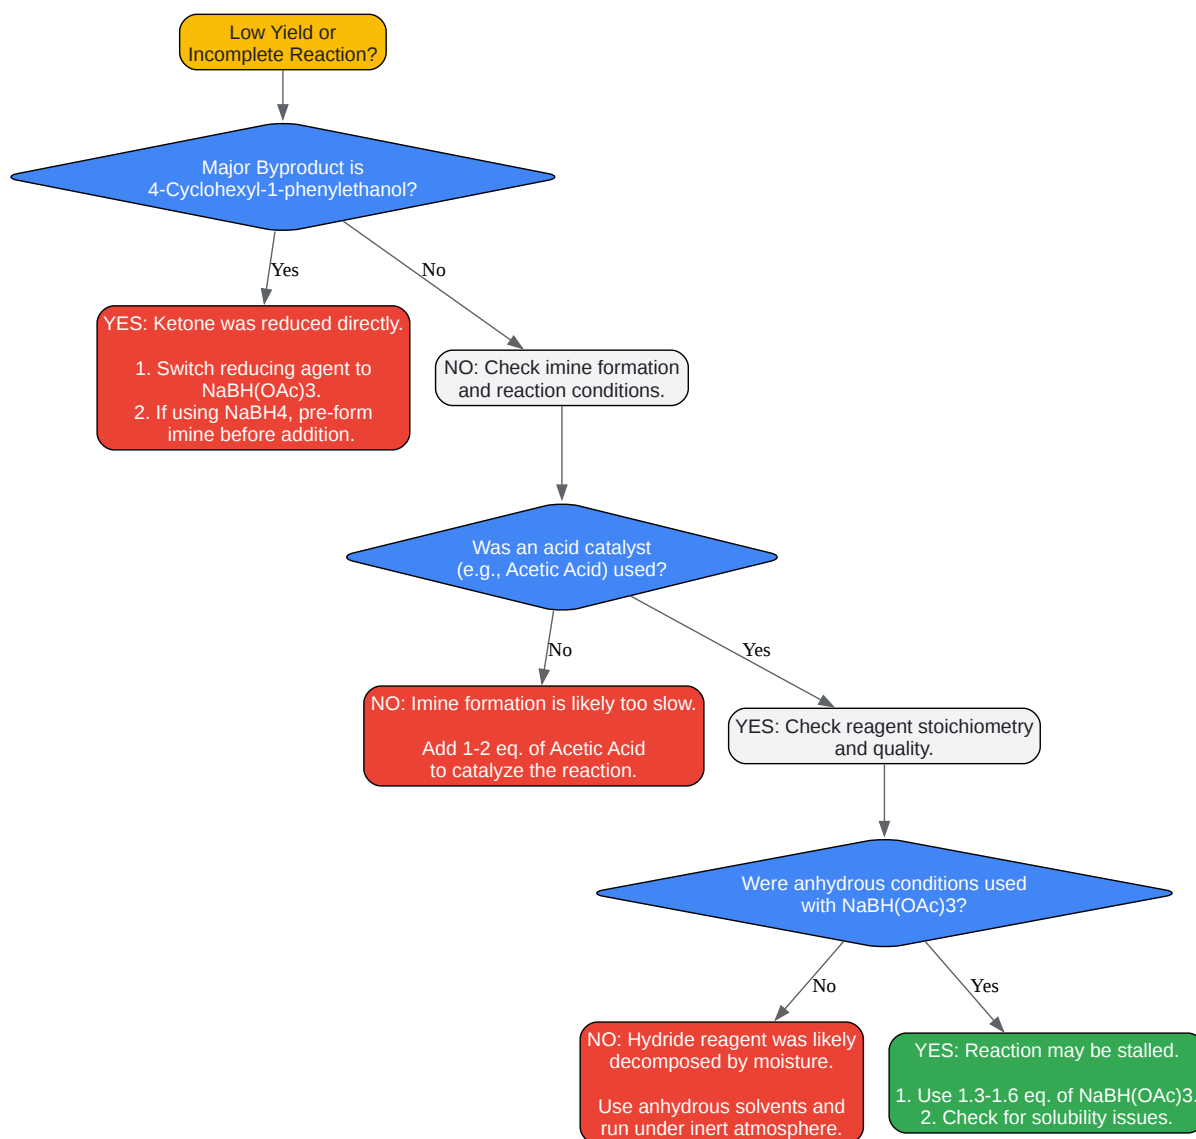 Low Yield or
Incomplete Reaction?
Major Byproduct is
4-Cyclohexyl-1-phenylethanol?
Yes
No
YES: Ketone was reduced directly.
1. Switch reducing agent to
NaBH(OAc)3.
2. If using NaBH4, pre-form
imine before addition.
NO: Check imine formation
and reaction conditions.
Was an acid catalyst
(e.g., Acetic Acid) used?
No
Yes
NO: Imine formation is likely too slow.
Add 1-2 eq. of Acetic Acid
to catalyze the reaction.
YES: Check reagent stoichiometry
and quality.
Were anhydrous conditions used
with NaBH(OAc)3?
No
Yes
NO: Hydride reagent was likely
decomposed by moisture.
Use anhydrous solvents and
run under inert atmosphere.
YES: Reaction may be stalled.
1. Use 1.3-1.6 eq. of NaBH(OAc)3.
2. Check for solubility issues.